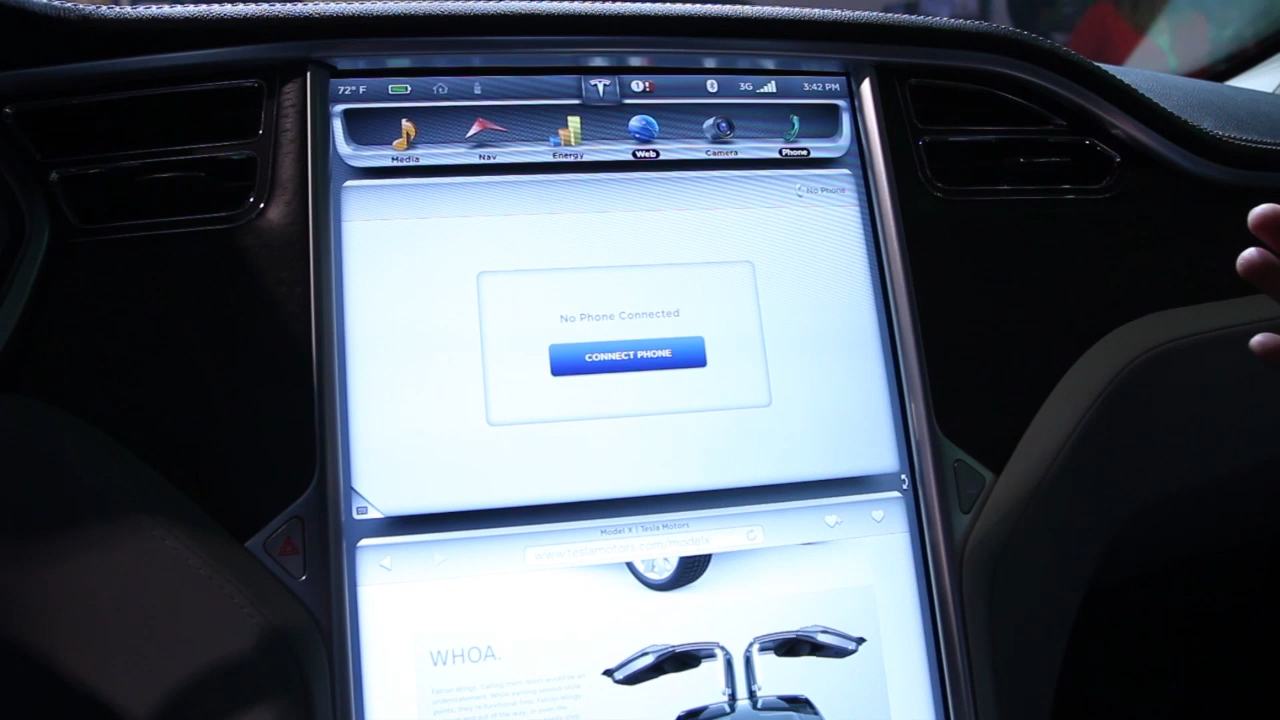 72° F
3G
3:42 PM
Media
Nav
Energy
Web
Camera
Phone
No Phone
No Phone Connected
CONNECT PHONE
Model X | Tesla Motors
www.teslamotors.com/modelx
WHOA.